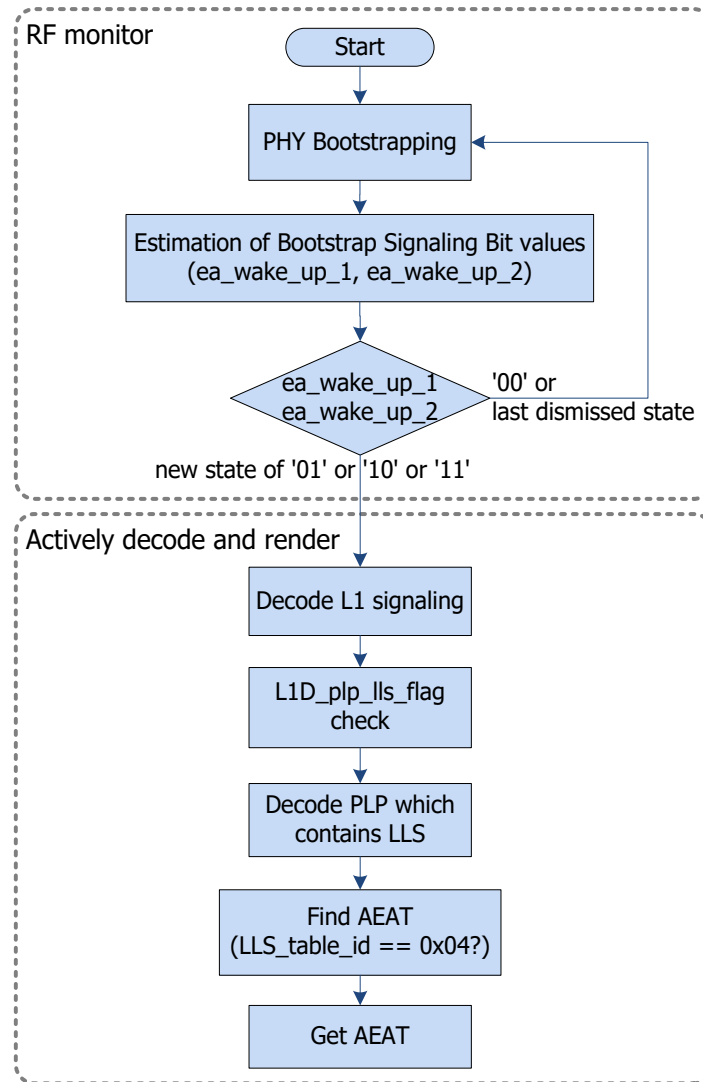 RF monitor
Start
PHY Bootstrapping
Estimation of Bootstrap Signaling Bit values
(ea_wake_up_1, ea_wake_up_2)
ea_wake_up_1
ea_wake_up_2
'00' or
last dismissed state
new state of '01' or '10' or '11'
Actively decode and render
Decode L1 signaling
L1D_plp_lls_flag
check
Decode PLP which
contains LLS
Find AEAT
(LLS_table_id == 0x04?)
Get AEAT